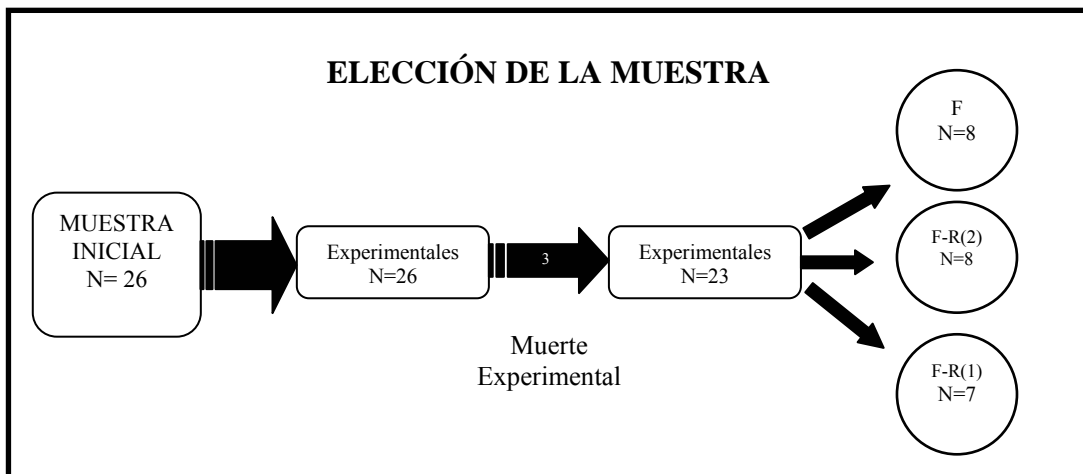 ELECCIÓN DE LA MUESTRA
MUESTRA
INICIAL
N= 26
Experimentales
N=26
3
Muerte
Experimental
Experimentales
N=23
F
N=8
F-R(2)
N=8
F-R(1)
N=7